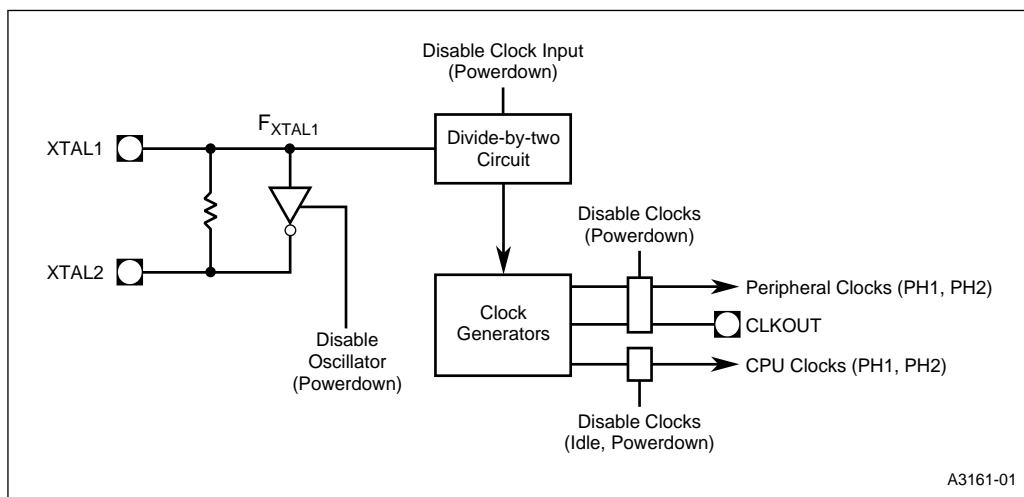 Disable Clock Input
(Powerdown)
FXTAL1
XTAL1
Divide-by-two
Circuit
Disable Clocks
(Powerdown)
XTAL2
Peripheral Clocks (PH1, PH2)
Clock
Generators
CLKOUT
Disable
Oscillator
(Powerdown)
CPU Clocks (PH1, PH2)
Disable Clocks
(Idle, Powerdown)
A3161-01